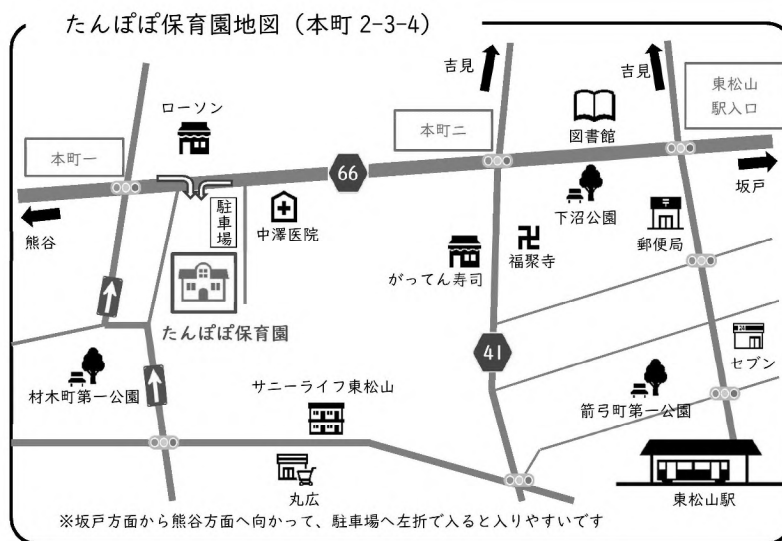 たんぽぽ保育園地図（本町2-3-4）
吉見
吉見
東松山
駅入口
ローソン
図書館
本町一
本町二
66
坂戸
駐車場
中澤医院
下沼公園
熊谷
がってん寿司
福聚寺
郵便局
たんぽぽ保育園
41
セブン
材木町第一公園
サニーライフ東松山
箭弓町第一公園
丸広
東松山駅
※坂戸方面から熊谷方面へ向かって、駐車場へ左折で入ると入りやすいです